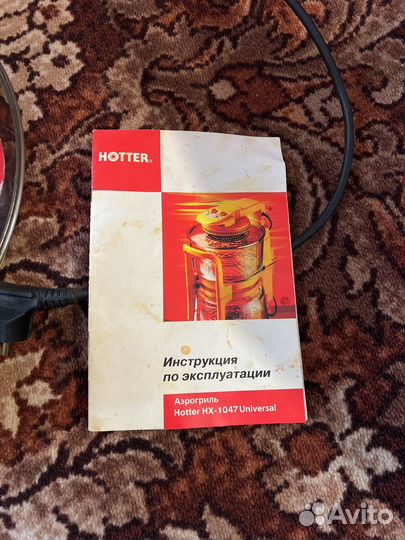 HOTTER®
Инструкция
по эксплуатации
Аэрогриль
Hotter HX-1047 Universal
Avito